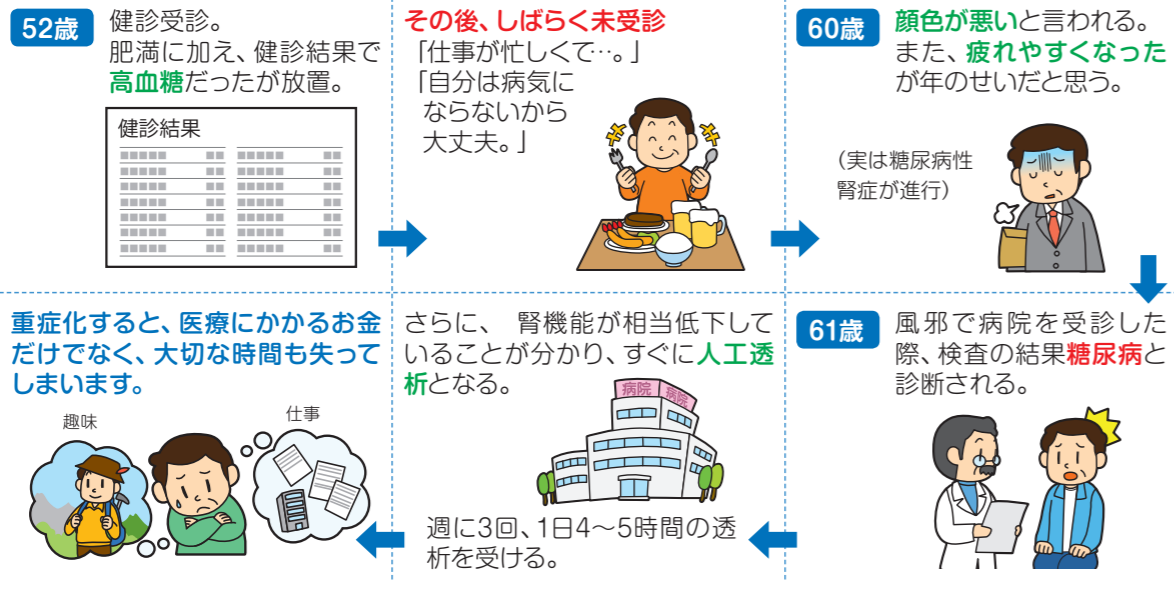 52歳
健診受診。
肥満に加え、健診結果で
高血糖だったが放置。
健診結果
その後、しばらく未受診
「仕事が忙しくて…。」
「自分は病気に
ならないから
大丈夫。」
60歳
顔色が悪いと言われる。
また、疲れやすくなった
が年のせいだと思う。
（実は糖尿病性
腎症が進行）
61歳
風邪で病院を受診した
際、検査の結果糖尿病と
診断される。
さらに、 腎機能が相当低下して
いることが分かり、すぐに人工透
析となる。
病院 病院
週に3回、1日4〜5時間の透
析を受ける。
重症化すると、医療にかかるお金
だけでなく、大切な時間も失って
しまいます。
趣味
仕事